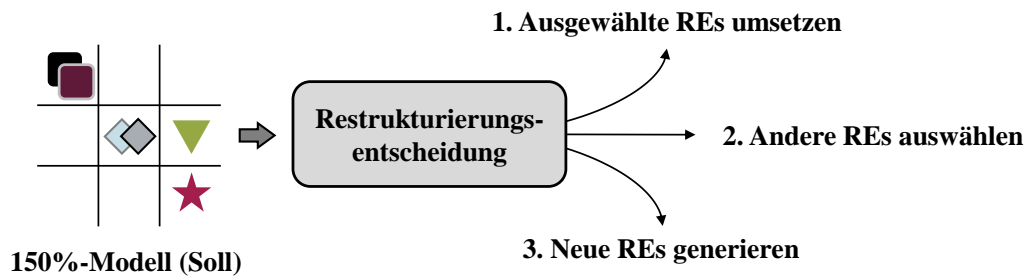 1. Ausgewählte REs umsetzen
Restrukturierungs-
entscheidung
2. Andere REs auswählen
3. Neue REs generieren
150%-Modell (Soll)